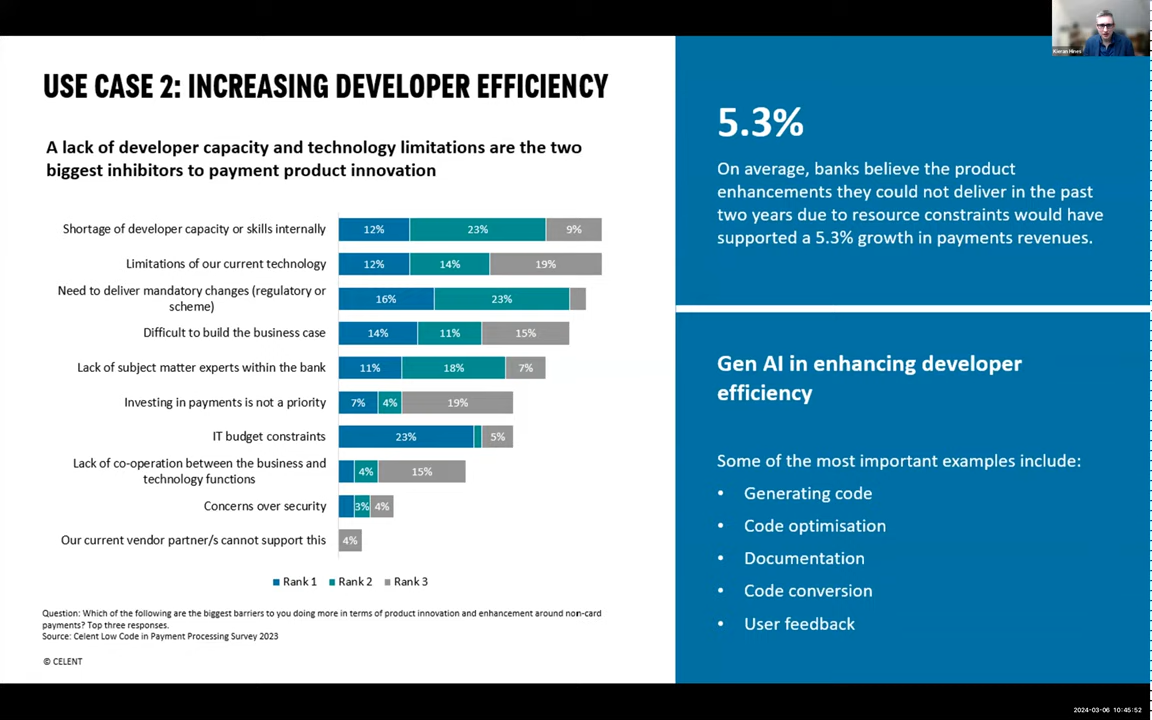 Kieran Hines
USE CASE 2: INCREASING DEVELOPER EFFICIENCY
A lack of developer capacity and technology limitations are the two
biggest inhibitors to payment product innovation
Shortage of developer capacity or skills internally 12% 23% 9%
Limitations of our current technology 12% 14% 19%
Need to deliver mandatory changes (regulatory or
scheme) 16% 23%
Difficult to build the business case 14% 11% 15%
Lack of subject matter experts within the bank 11% 18% 7%
Investing in payments is not a priority 7% 4% 19%
IT budget constraints 23% 5%
Lack of co-operation between the business and
technology functions 4% 15%
Concerns over security 3% 4%
Our current vendor partner/s cannot support this 4%
Rank 1 Rank 2 Rank 3
Question: Which of the following are the biggest barriers to you doing more in terms of product innovation and enhancement around non-card
payments? Top three responses.
Source: Celent Low Code in Payment Processing Survey 2023
© CELENT
5.3%
On average, banks believe the product
enhancements they could not deliver in the past
two years due to resource constraints would have
supported a 5.3% growth in payments revenues.
Gen AI in enhancing developer
efficiency
Some of the most important examples include:
• Generating code
• Code optimisation
• Documentation
• Code conversion
• User feedback
2024-03-06 10:45:52